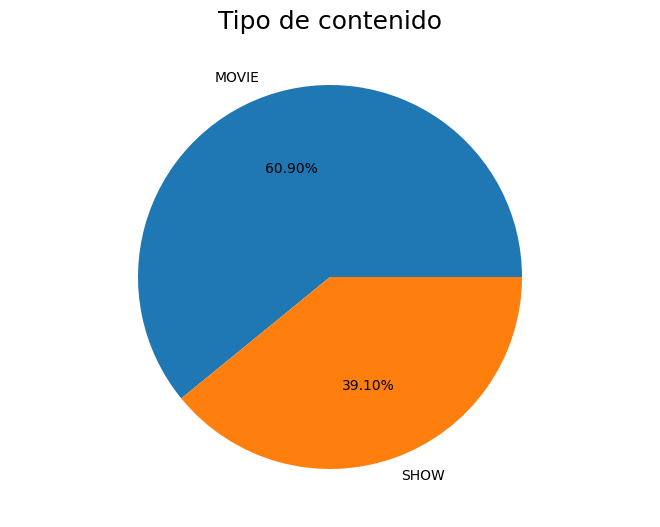 Tipo de contenido
MOVIE
60.90%
39.10%
SHOW